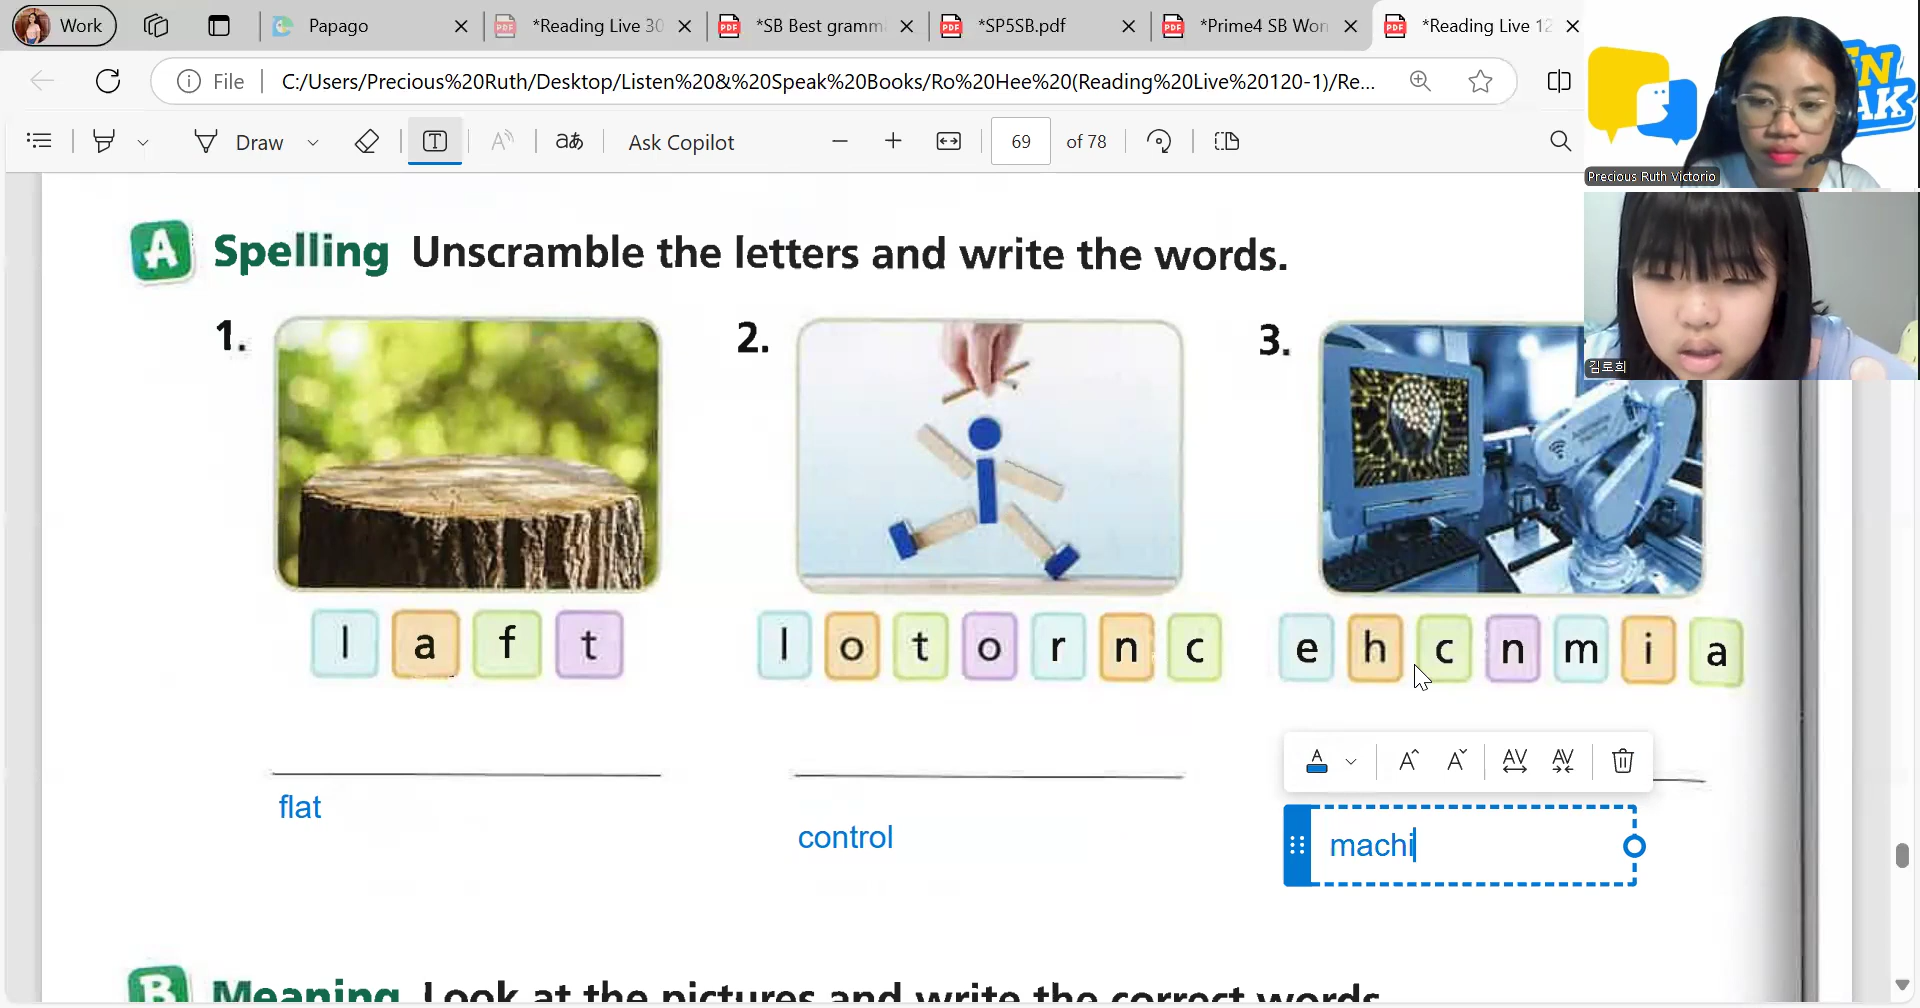 Work
Papago
*Reading Live 30
*SB Best gramm
*SP5SB.pdf
*Prime4 SB Won
*Reading Live 12
File
C:/Users/Precious%20Ruth/Desktop/Listen%20&%20Speak%20Books/Ro%20Hee%20(Reading%20Live%20120-1)/Re...
Draw
Ask Copilot
69 of 78
Precious Ruth Victorio
김로희
A Spelling Unscramble the letters and write the words.
1.
2.
3.
l a f t
l o t o r n c
e h c n m i a
flat
control
machi
B Meaning Look at the pictures and write the correct words.